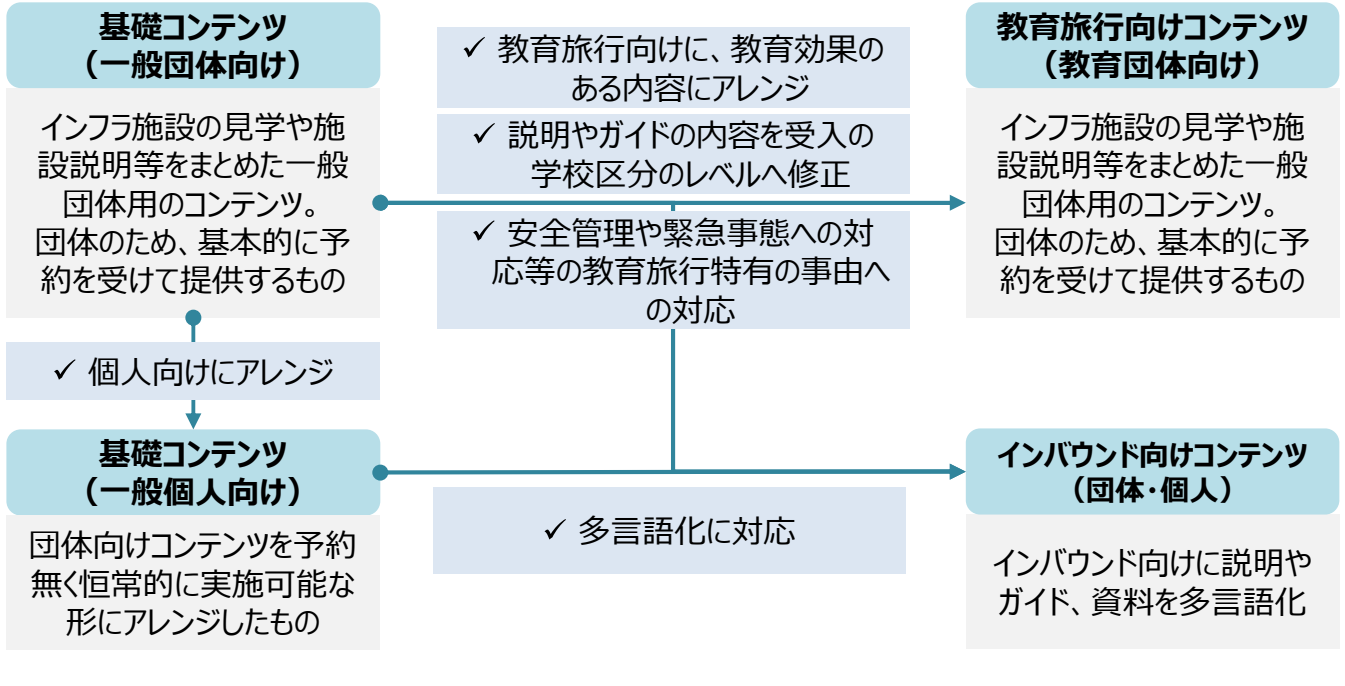 基礎コンテンツ
（一般団体向け）
インフラ施設の見学や施
設説明等をまとめた一般
団体用のコンテンツ。
団体のため、基本的に予
約を受けて提供するもの
✓ 教育旅行向けに、教育効果の
ある内容にアレンジ
✓ 説明やガイドの内容を受入の
学校区分のレベルへ修正
✓ 安全管理や緊急事態への対
応等の教育旅行特有の事由へ
の対応
教育旅行向けコンテンツ
（教育団体向け）
インフラ施設の見学や施
設説明等をまとめた一般
団体用のコンテンツ。
団体のため、基本的に予
約を受けて提供するもの
✓ 個人向けにアレンジ
基礎コンテンツ
（一般個人向け）
団体向けコンテンツを予約
無く恒常的に実施可能な
形にアレンジしたもの
✓ 多言語化に対応
インバウンド向けコンテンツ
（団体・個人）
インバウンド向けに説明や
ガイド、資料を多言語化